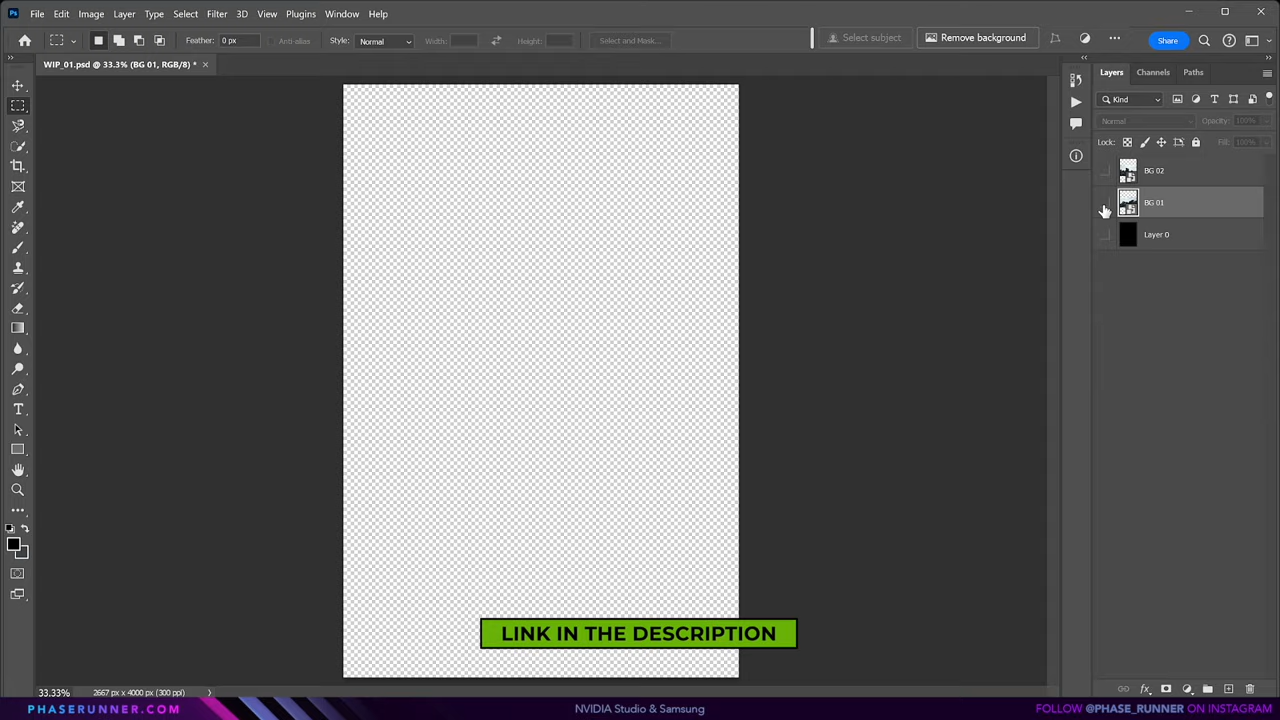 Ps File Edit Image Layer Type Select Filter 3D View Plugins Window Help
Feather: 0 px Anti-alias Style: Normal Width: Height: Select and Mask... Select subject Remove background ... Share
WIP_01.psd @ 33.3% (BG 01, RGB/8) * ×
Layers Channels Paths
Kind
Normal Opacity: 100%
Lock: Fill: 100%
BG 02
BG 01
Layer 0
LINK IN THE DESCRIPTION
33.33% 2667 px x 4000 px (300 ppi)
PHASERUNNER.COM NVIDIA Studio & Samsung FOLLOW @PHASE_RUNNER ON INSTAGRAM